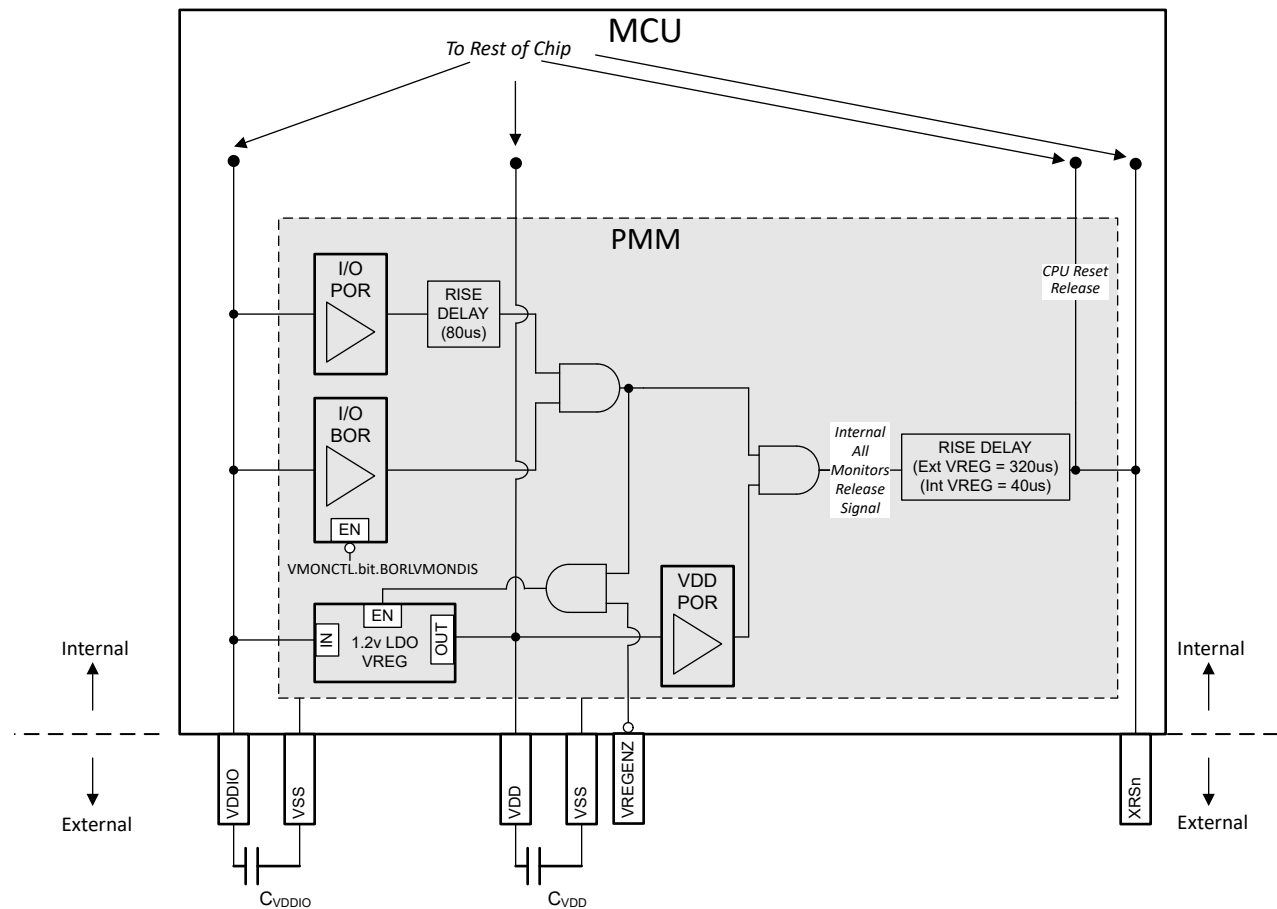 MCU
To Rest of Chip
PMM
I/O
POR
RISE
DELAY
(80us)
CPU Reset
Release
I/O
BOR
EN
VMONCTL.bit.BORLVMONDIS
Internal
All
Monitors
Release
Signal
RISE DELAY
(Ext VREG = 320us)
(Int VREG = 40us)
EN
IN
1.2v LDO
VREG
OUT
VDD
POR
Internal
External
Internal
External
VDDIO
VSS
VDD
VSS
VREGENZ
XRSn
CVDDIO
CVDD